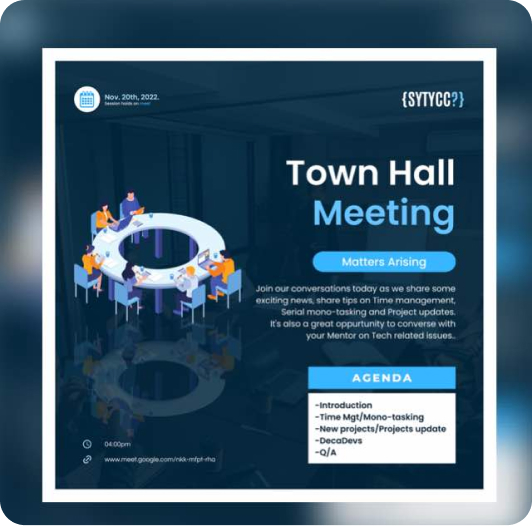 Nov. 20th, 2022.
Session holds on meet
{SYTYCC?}
Town Hall
Meeting
Matters Arising
Join our conversations today as we share some
exciting news, share tips on Time management,
Serial mono-tasking and Project updates.
It's also a great oppurtunity to converse with
your Mentor on Tech related issues..
AGENDA
-Introduction
-Time Mgt/Mono-tasking
-New projects/Projects update
-DecaDevs
-Q/A
04:00pm
www.meet.google.com/nkk-mfpt-rha